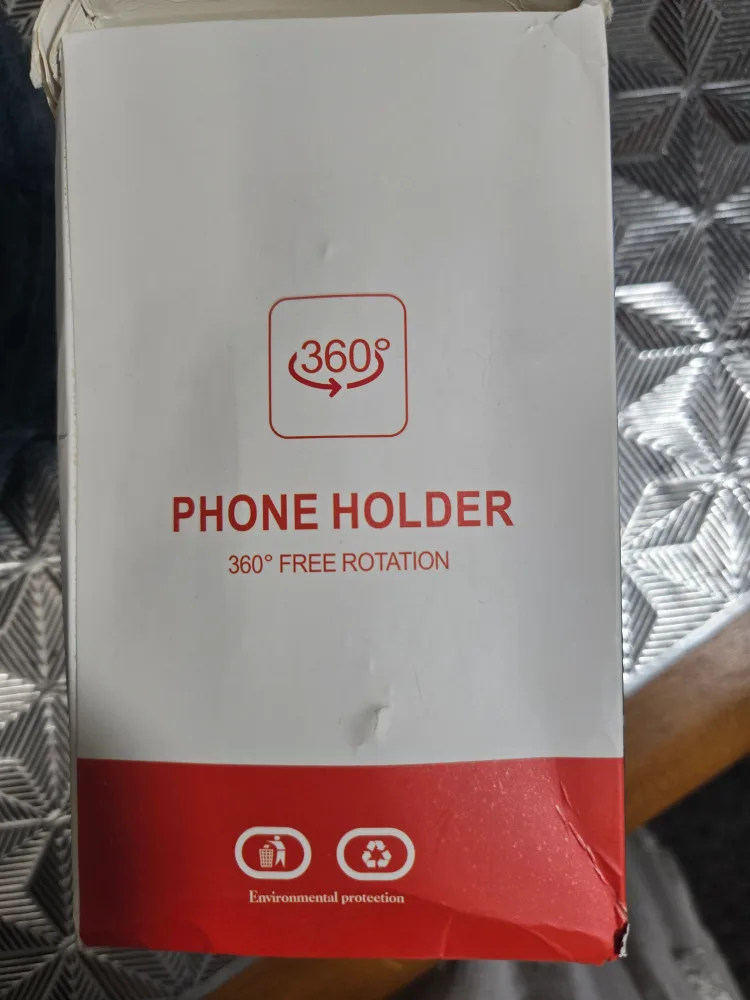 360°
PHONE HOLDER
360° FREE ROTATION
Environmental protection